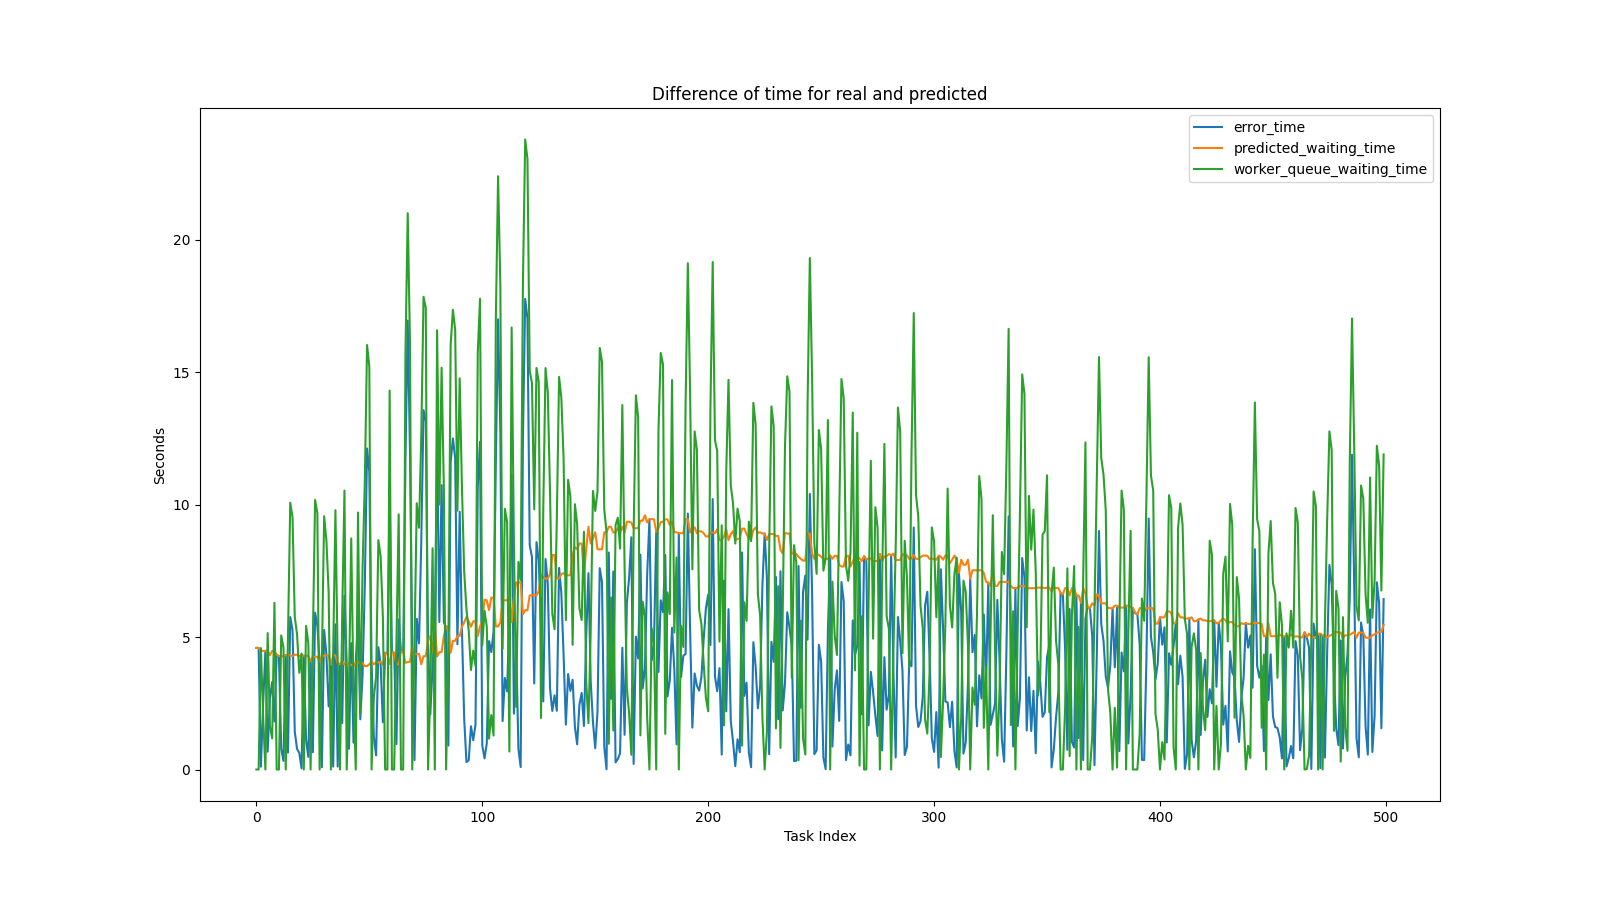 Difference of time for real and predicted
error_time
predicted_waiting_time
worker_queue_waiting_time
20
15
10
5
0
Seconds
0 100 200 300 400 500
Task Index